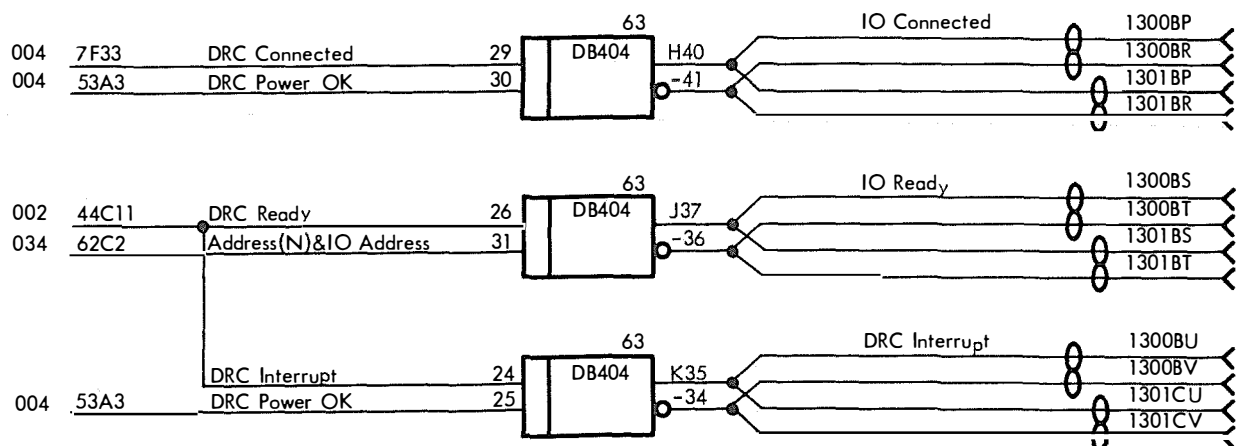 63 IO Connected 1300BP
004 7F33 DRC Connected 29 DB404 H40 1300BR
004 53A3 DRC Power OK 30 -41 1301BP
1301BR
63 IO Ready 1300BS
002 44C11 DRC Ready 26 DB404 J37 1300BT
034 62C2 Address(N)&IO Address 31 -36 1301BS
1301BT
63 DRC Interrupt 1300BU
DRC Interrupt 24 DB404 K35 1300BV
004 53A3 DRC Power OK 25 -34 1301CU
1301CV